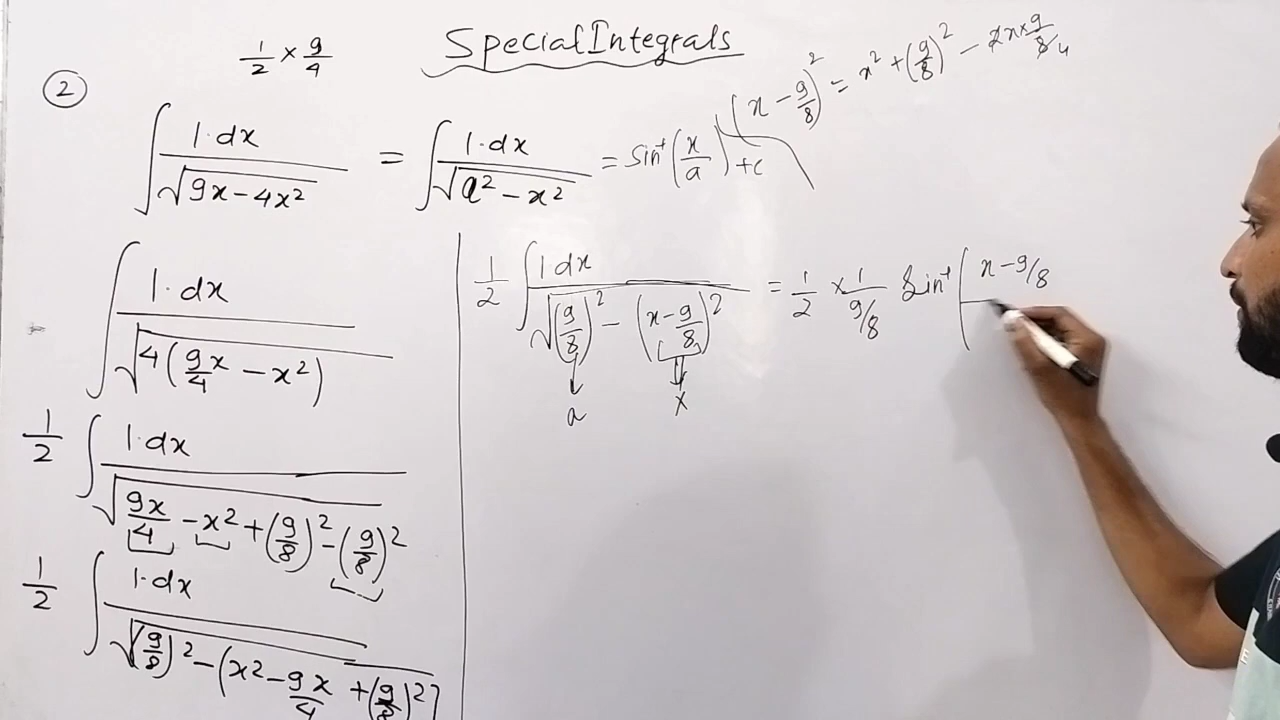 Special Integrals
1/2 × 9/4
(x - 9/8)² = x² + (9/8)² - 2x × 9/8 4
②
∫ 1·dx / √(9x - 4x²) = ∫ 1·dx / √(a² - x²) = Sin⁻¹(x/a) + c
∫ 1·dx / √(4(9/4 x - x²))
1/2 ∫ 1·dx / √(9x/4 - x² + (9/8)² - (9/8)²)
1/2 ∫ 1·dx / √((9/8)² - (x² - 9x/4 + (9/8)²)
1/2 ∫ 1dx / √((9/8)² - (x - 9/8)²) = 1/2 × 1/9/8 Sin⁻¹( x - 9/8
a
x